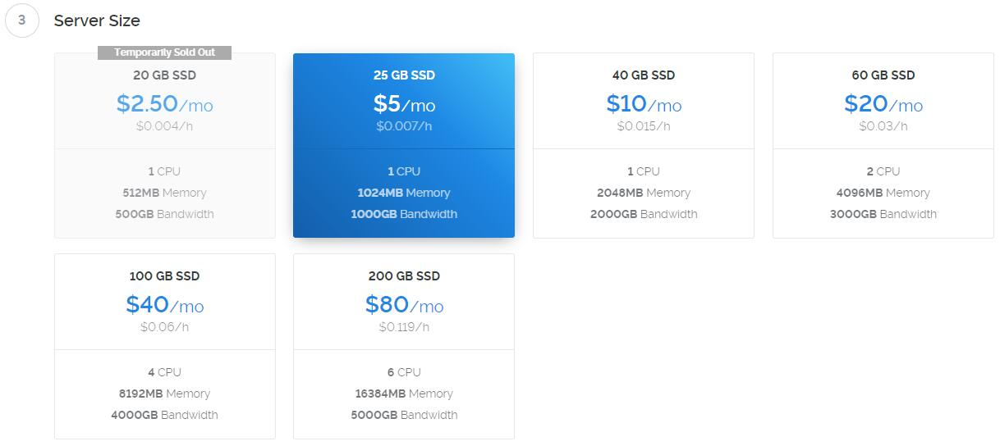 3
Server Size
Temporarily Sold Out
20 GB SSD
$2.50/mo
$0.004/h
1 CPU
512MB Memory
500GB Bandwidth
25 GB SSD
$5/mo
$0.007/h
1 CPU
1024MB Memory
1000GB Bandwidth
40 GB SSD
$10/mo
$0.015/h
1 CPU
2048MB Memory
2000GB Bandwidth
60 GB SSD
$20/mo
$0.03/h
2 CPU
4096MB Memory
3000GB Bandwidth
100 GB SSD
$40/mo
$0.06/h
4 CPU
8192MB Memory
4000GB Bandwidth
200 GB SSD
$80/mo
$0.119/h
6 CPU
16384MB Memory
5000GB Bandwidth